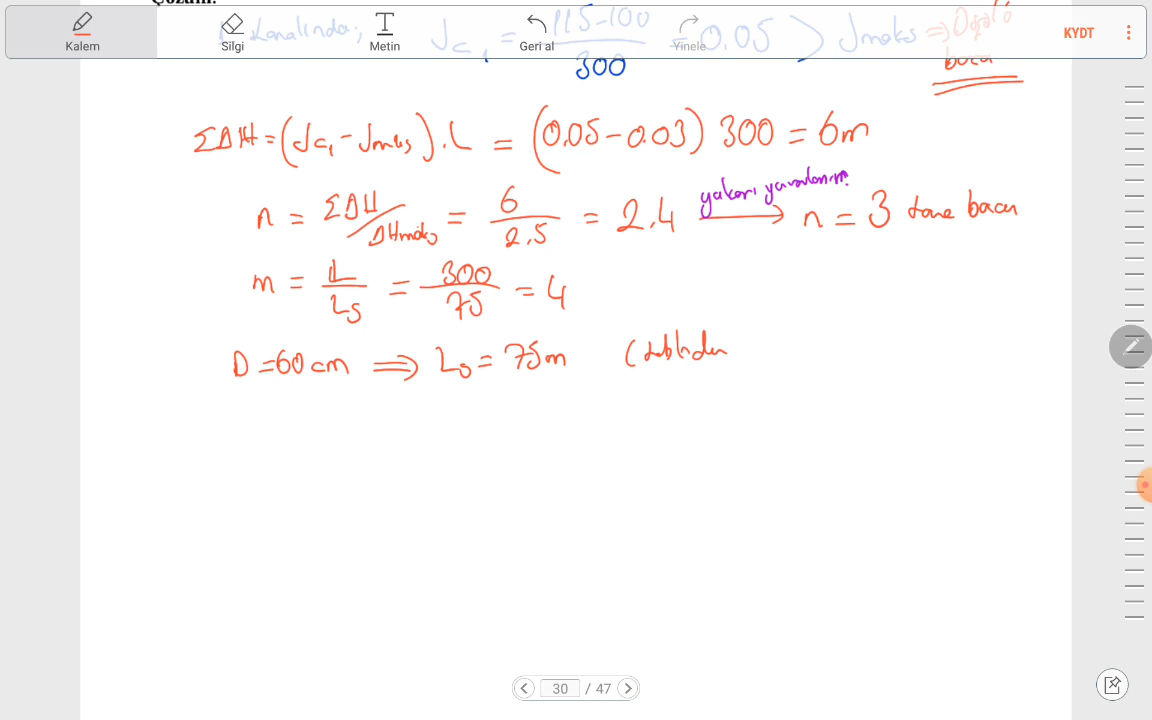 Çözüm:
Kalem Silgi Metin Geri al Yinele KYDT
1. kanalında; Jc1 = 115-100 / 300 = 0.05 > Jmaks ⇒ Düşülü baca
ΣΔH = (Jc1 - Jmaks) . L = (0.05 - 0.03) 300 = 6m
n = ΣΔH / ΔHmaks = 6 / 2.5 = 2.4 → n = 3 tane baca
yukarı yuvarlanır.
m = L / Ls = 300 / 75 = 4
D = 60 cm ⇒ Ls = 75m (tablodan
30 / 47